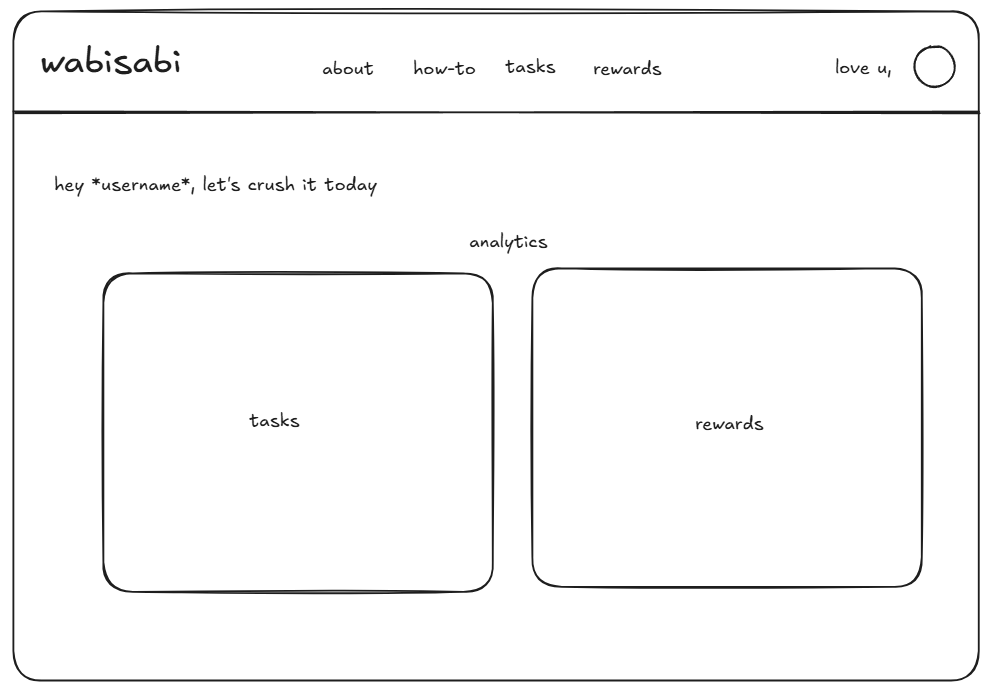 wabisabi
about how-to tasks rewards
love u,
hey *username*, let's crush it today
analytics
tasks
rewards